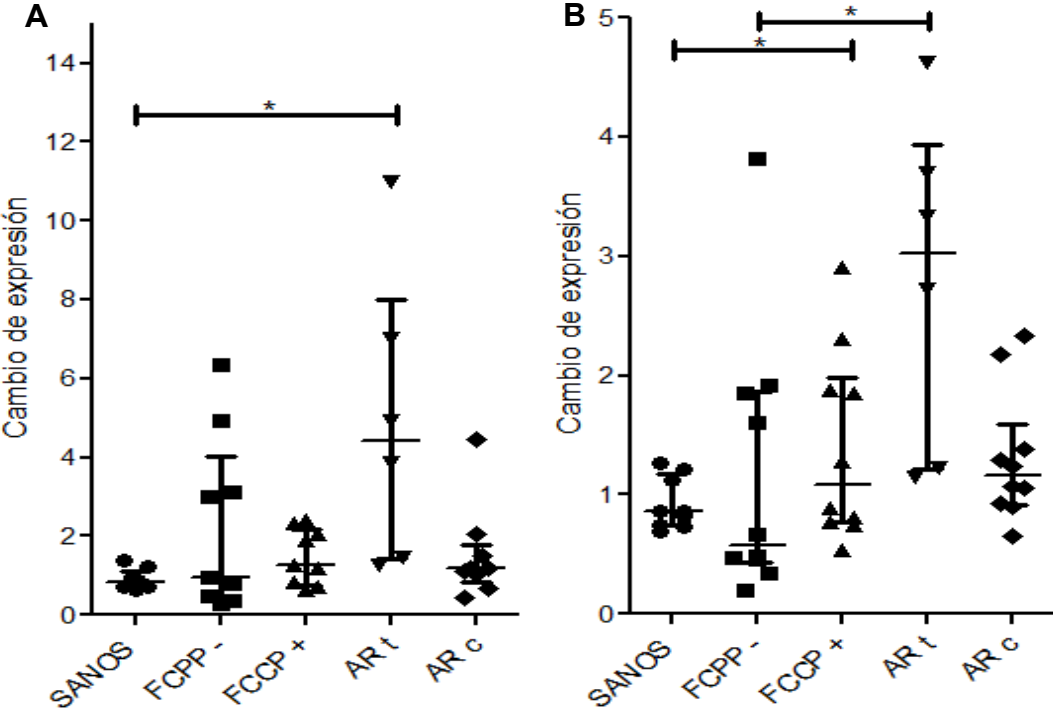 A
Cambio de expresión
14
12
10
8
6
4
2
0
*
SANOS
FCPP -
FCCP +
AR t
AR c
B
Cambio de expresión
5
4
3
2
1
0
*
*
SANOS
FCPP -
FCCP +
AR t
AR c